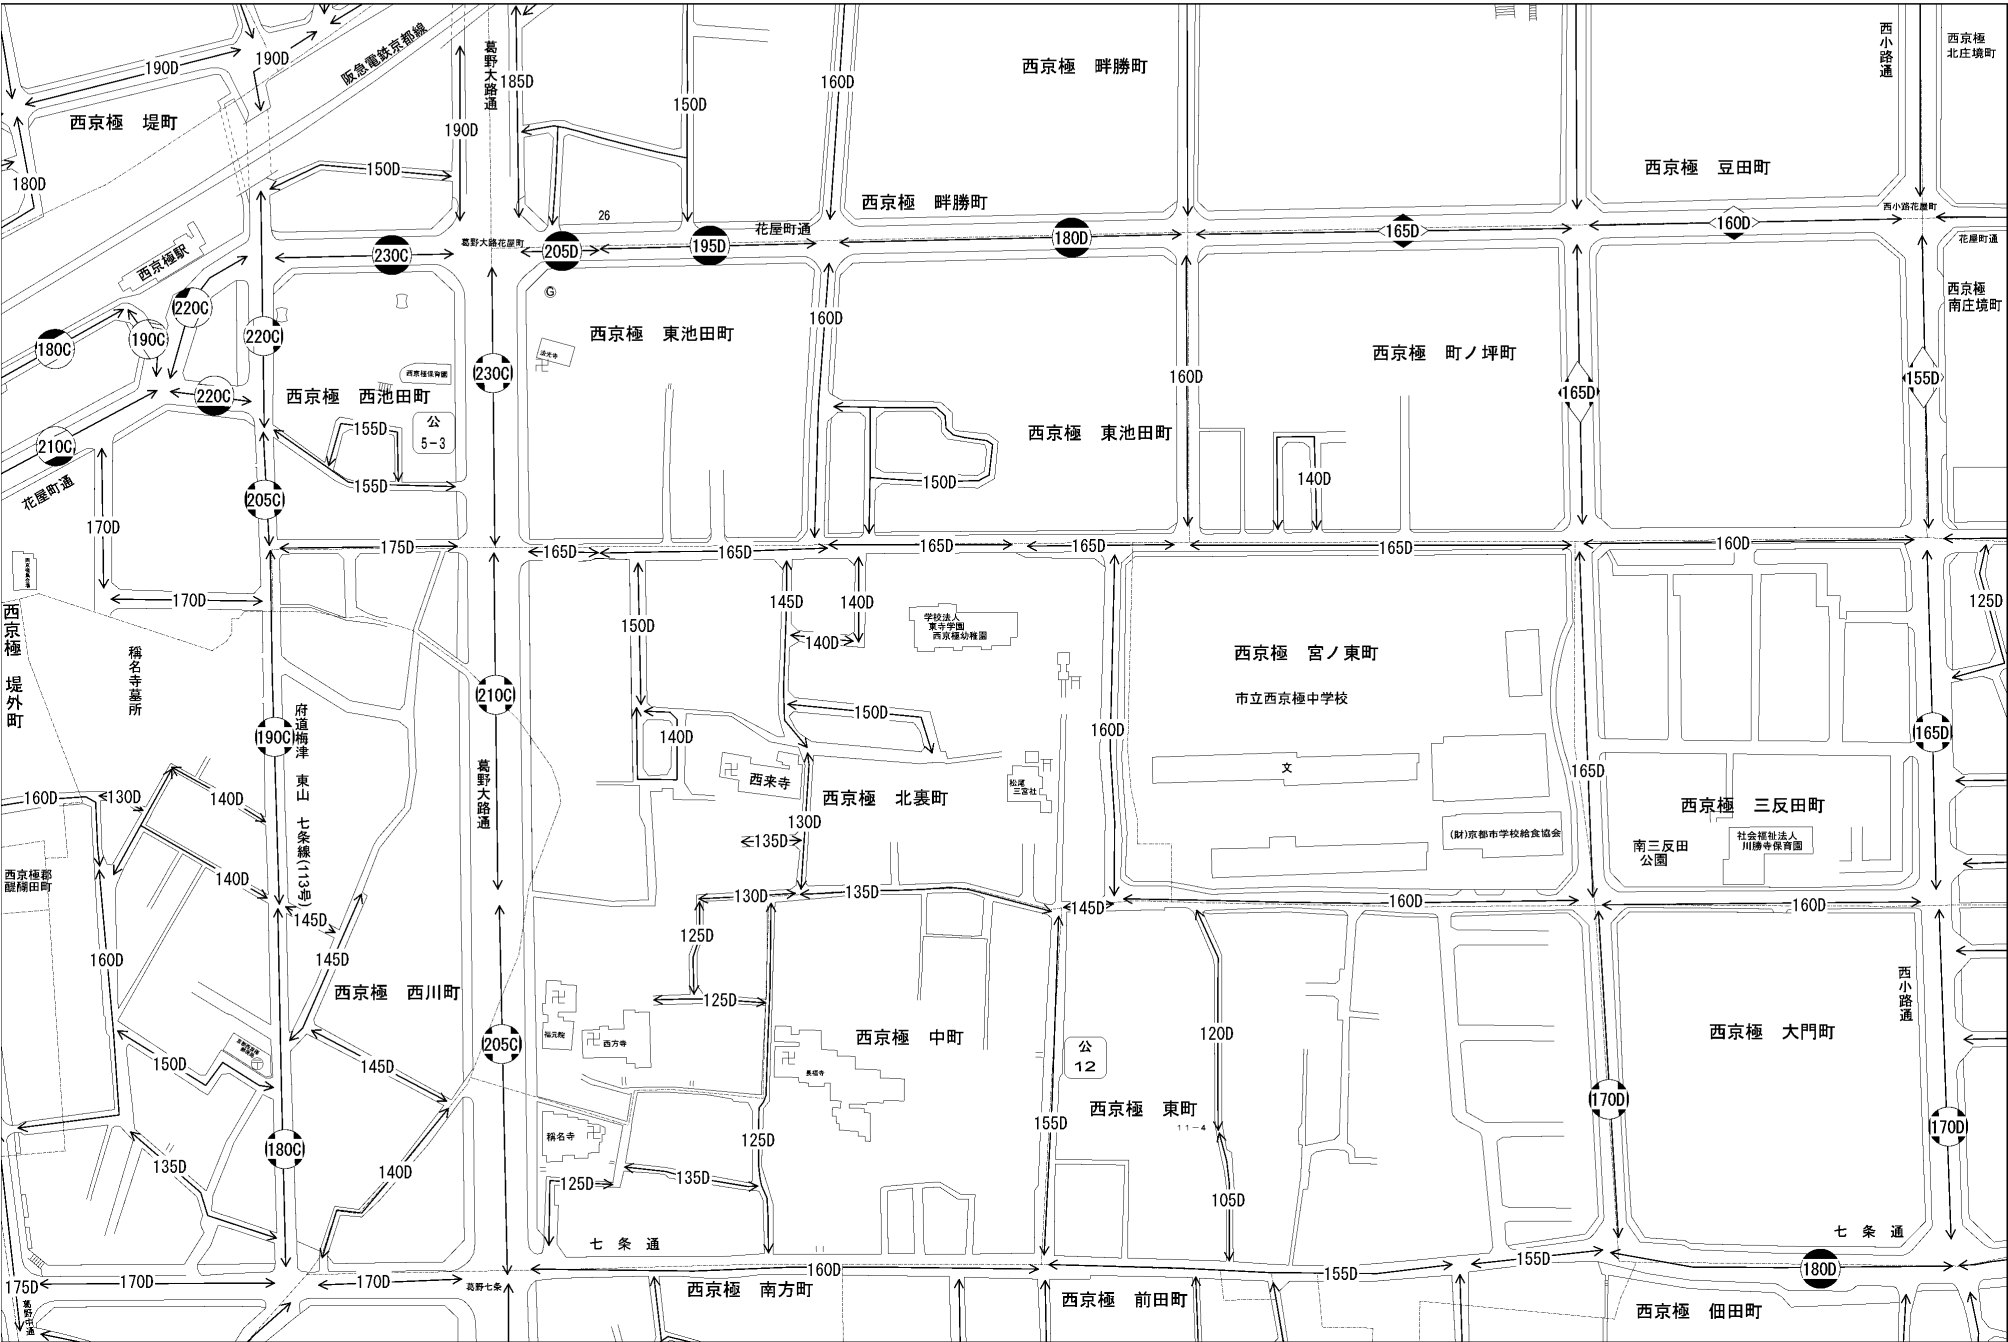 190D
190D
阪急電鉄京都線
葛野大路通
185D
150D
160D
西京極 畔勝町
西小路通
西京極
北庄境町
西京極 堤町
190D
180D
150D
西京極 豆田町
西京極 畔勝町
26
花屋町通
西小路花屋町
葛野大路花屋町
230C
205D
195D
180D
165D
160D
花屋町通
西京極駅
G
西京極
南庄境町
220C
220C
190C
180C
西京極 東池田町
160D
法光寺
230C
西京極 町ノ坪町
160D
165D
155D
西京極保育園
西京極 西池田町
220C
公
5-3
155D
210C
花屋町通
205C
155D
西京極 東池田町
150D
140D
170D
175D
165D
165D
165D
165D
165D
160D
170D
西京極 堤外町
稱名寺墓所
150D
145D
140D
140D
学校法人
東寺学園
西京極幼稚園
西京極 宮ノ東町
市立西京極中学校
125D
210C
190C
府道梅津 東山 七条線(113号)
150D
140D
160D
165D
165D
葛野大路通
西来寺
西京極 北裏町
松尾
三宮社
文
160D
130D
140D
130D
135D
西京極 三反田町
(財)京都市学校給食協会
南三反田
公園
社会福祉法人
川勝寺保育園
西京極郡
醍醐田町
140D
145D
130D
135D
145D
160D
160D
125D
160D
145D
西京極 西川町
125D
西小路通
205C
福元院
西方寺
西京極 中町
長福寺
公
12
120D
西京極 大門町
150D
145D
170D
西京極 東町
11-4
155D
170D
180C
稱名寺
125D
135D
140D
125D
135D
105D
七条通
七条通
175D
170D
170D
葛野七条
160D
155D
155D
180D
葛野中通
西京極 南方町
西京極 前田町
西京極 佃田町